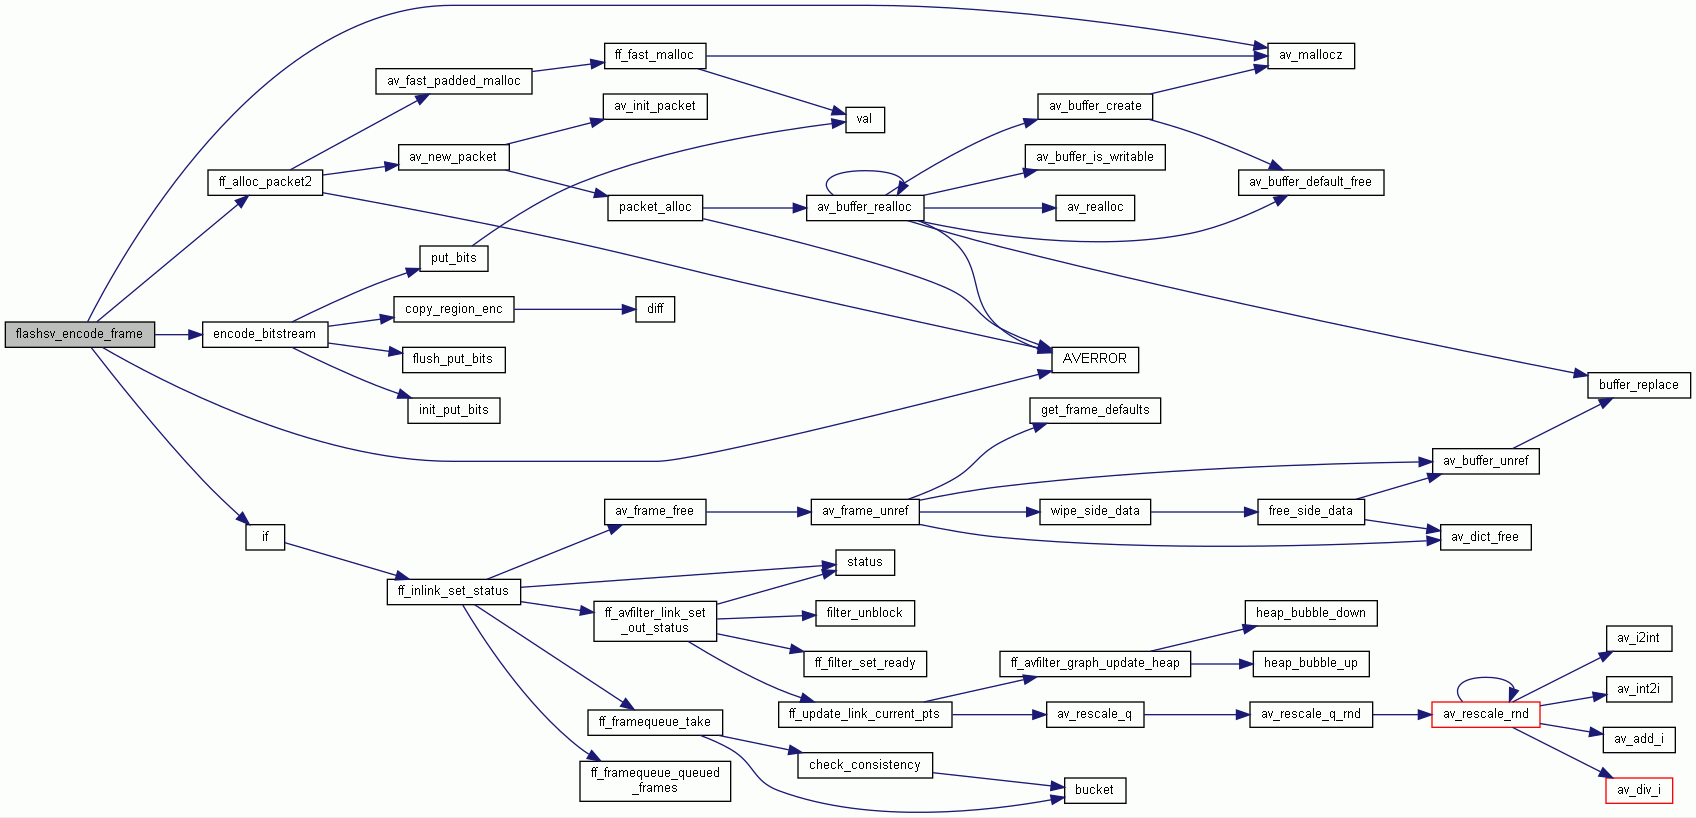 ff_fast_malloc
av_mallocz
av_fast_padded_malloc
av_init_packet
av_buffer_create
val
av_new_packet
av_buffer_is_writable
ff_alloc_packet2
av_buffer_default_free
packet_alloc
av_buffer_realloc
av_realloc
put_bits
copy_region_enc
diff
flashsv_encode_frame
encode_bitstream
flush_put_bits
AVERROR
buffer_replace
init_put_bits
get_frame_defaults
av_buffer_unref
av_frame_free
av_frame_unref
wipe_side_data
free_side_data
if
av_dict_free
status
ff_inlink_set_status
ff_avfilter_link_set
_out_status
filter_unblock
heap_bubble_down
av_i2int
ff_filter_set_ready
ff_avfilter_graph_update_heap
heap_bubble_up
av_int2i
ff_framequeue_take
ff_update_link_current_pts
av_rescale_q
av_rescale_q_rnd
av_rescale_rnd
av_add_i
check_consistency
ff_framequeue_queued
_frames
bucket
av_div_i